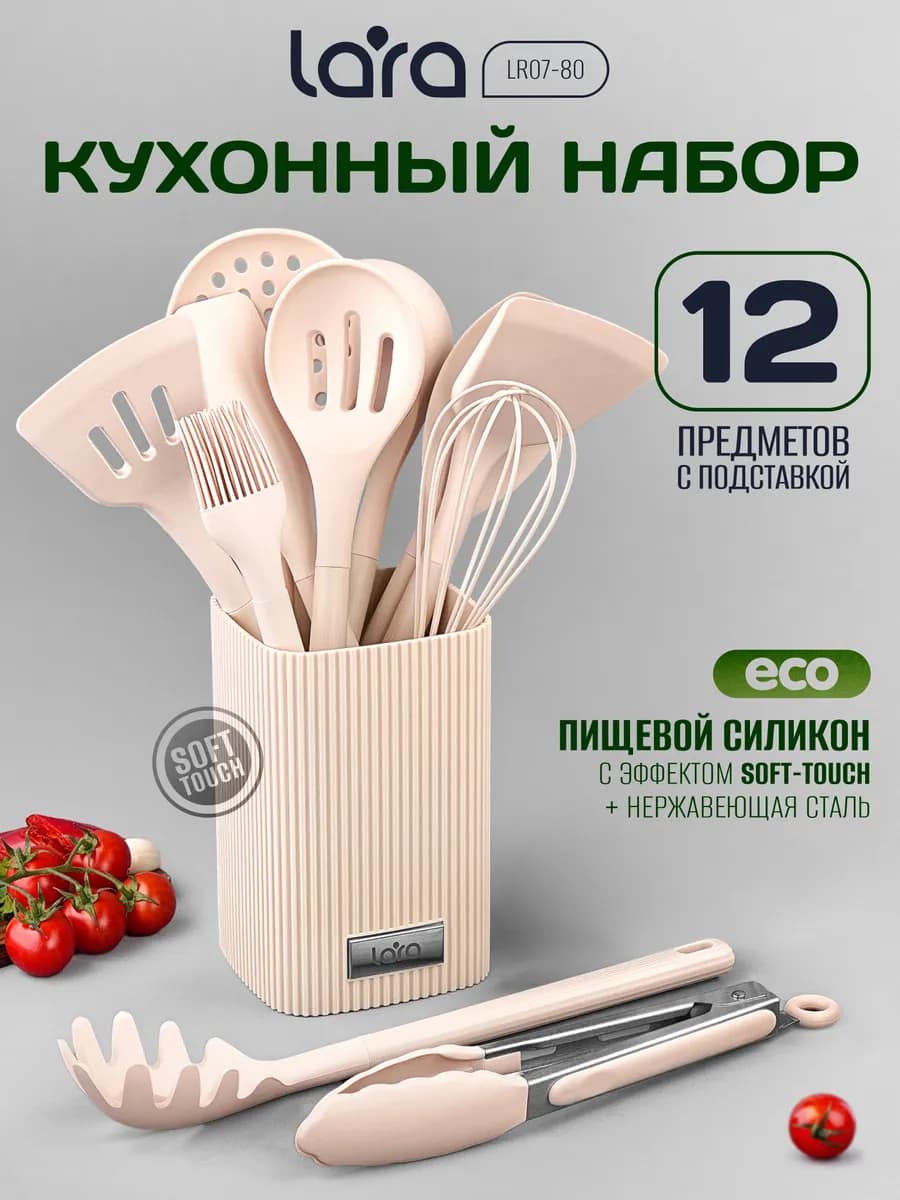 lara
LR07-80
КУХОННЫЙ НАБОР
12
ПРЕДМЕТОВ
С ПОДСТАВКОЙ
eco
ПИЩЕВОЙ СИЛИКОН
С ЭФФЕКТОМ SOFT-TOUCH
+ НЕРЖАВЕЮЩАЯ СТАЛЬ
SOFT
TOUCH
lara